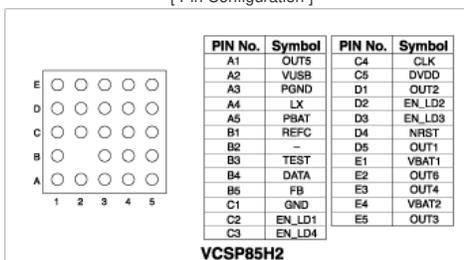 [ Pin Configuration ]
PIN No. Symbol PIN No. Symbol
A1 OUT5 C4 CLK
A2 VUSB C5 DVDD
A3 PGND D1 OUT2
A4 LX D2 EN_LD2
A5 PBAT D3 EN_LD3
B1 REFC D4 NRST
B2 – D5 OUT1
B3 TEST E1 VBAT1
B4 DATA E2 OUT6
B5 FB E3 OUT4
C1 GND E4 VBAT2
C2 EN_LD1 E5 OUT3
C3 EN_LD4
E
D
C
B
A
1 2 3 4 5
VCSP85H2